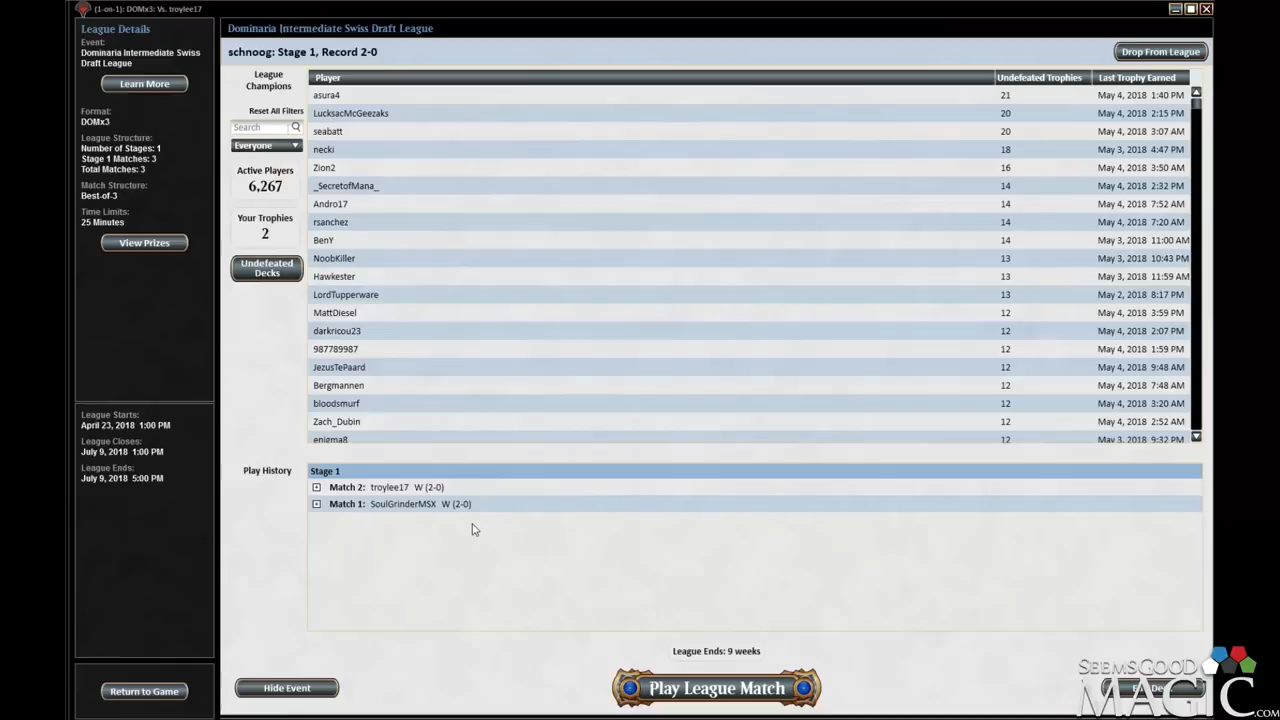 (1-on-1): DOMx3: Vs. troylee17
League Details
Event:
Dominaria Intermediate Swiss
Draft League
Learn More
Format:
DOMx3
League Structure:
Number of Stages: 1
Stage 1 Matches: 3
Total Matches: 3
Match Structure:
Best-of-3
Time Limits:
25 Minutes
View Prizes
League Starts:
April 23, 2018 1:00 PM
League Closes:
July 9, 2018 1:00 PM
League Ends:
July 9, 2018 5:00 PM
Return to Game
Dominaria Intermediate Swiss Draft League
schnoog: Stage 1, Record 2-0
Drop From League
League
Champions
Reset All Filters
Search
Everyone
Active Players
6,267
Your Trophies
2
Undefeated
Decks
Player Undefeated Trophies Last Trophy Earned
asura4 21 May 4, 2018 1:40 PM
LucksacMcGeezaks 20 May 4, 2018 2:15 PM
seabatt 20 May 4, 2018 3:07 AM
necki 18 May 3, 2018 4:47 PM
Zion2 16 May 4, 2018 3:50 AM
_SecretofMana_ 14 May 4, 2018 2:32 PM
Andro17 14 May 4, 2018 7:52 AM
rsanchez 14 May 4, 2018 7:20 AM
BenY 14 May 3, 2018 11:00 AM
NoobKiller 13 May 3, 2018 10:43 PM
Hawkester 13 May 3, 2018 11:59 AM
LordTupperware 13 May 2, 2018 8:17 PM
MattDiesel 12 May 4, 2018 3:59 PM
darkricou23 12 May 4, 2018 2:07 PM
987789987 12 May 4, 2018 1:59 PM
JezusTePaard 12 May 4, 2018 9:48 AM
Bergmannen 12 May 4, 2018 7:48 AM
bloodsmurf 12 May 4, 2018 3:20 AM
Zach_Dubin 12 May 4, 2018 2:52 AM
enigma8 12 May 3, 2018 9:32 PM
Play History
Stage 1
Match 2: troylee17 W (2-0)
Match 1: SoulGrinderMSX W (2-0)
League Ends: 9 weeks
Hide Event
Play League Match
SEEMSGOOD
MAGIC.COM